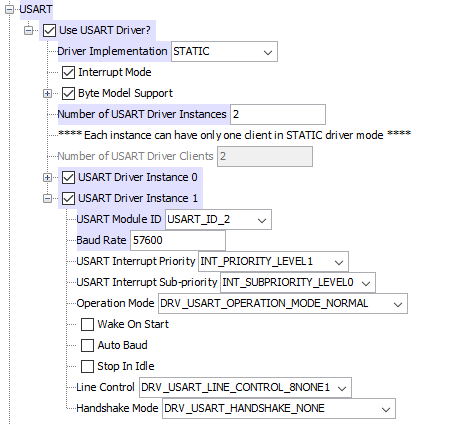 USART
Use USART Driver?
Driver Implementation STATIC
Interrupt Mode
Byte Model Support
Number of USART Driver Instances 2
**** Each instance can have only one client in STATIC driver mode ****
Number of USART Driver Clients 2
USART Driver Instance 0
USART Driver Instance 1
USART Module ID USART_ID_2
Baud Rate 57600
USART Interrupt Priority INT_PRIORITY_LEVEL1
USART Interrupt Sub-priority INT_SUBPRIORITY_LEVEL0
Operation Mode DRV_USART_OPERATION_MODE_NORMAL
Wake On Start
Auto Baud
Stop In Idle
Line Control DRV_USART_LINE_CONTROL_8NONE1
Handshake Mode DRV_USART_HANDSHAKE_NONE